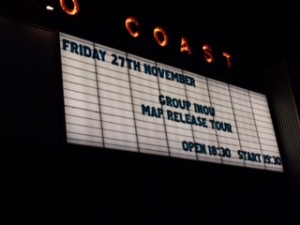 O COAST
FRIDAY 27TH NOVEMBER
GROUP INOU
MAP RELEASE TOUR
OPEN 18:30 START 19:30